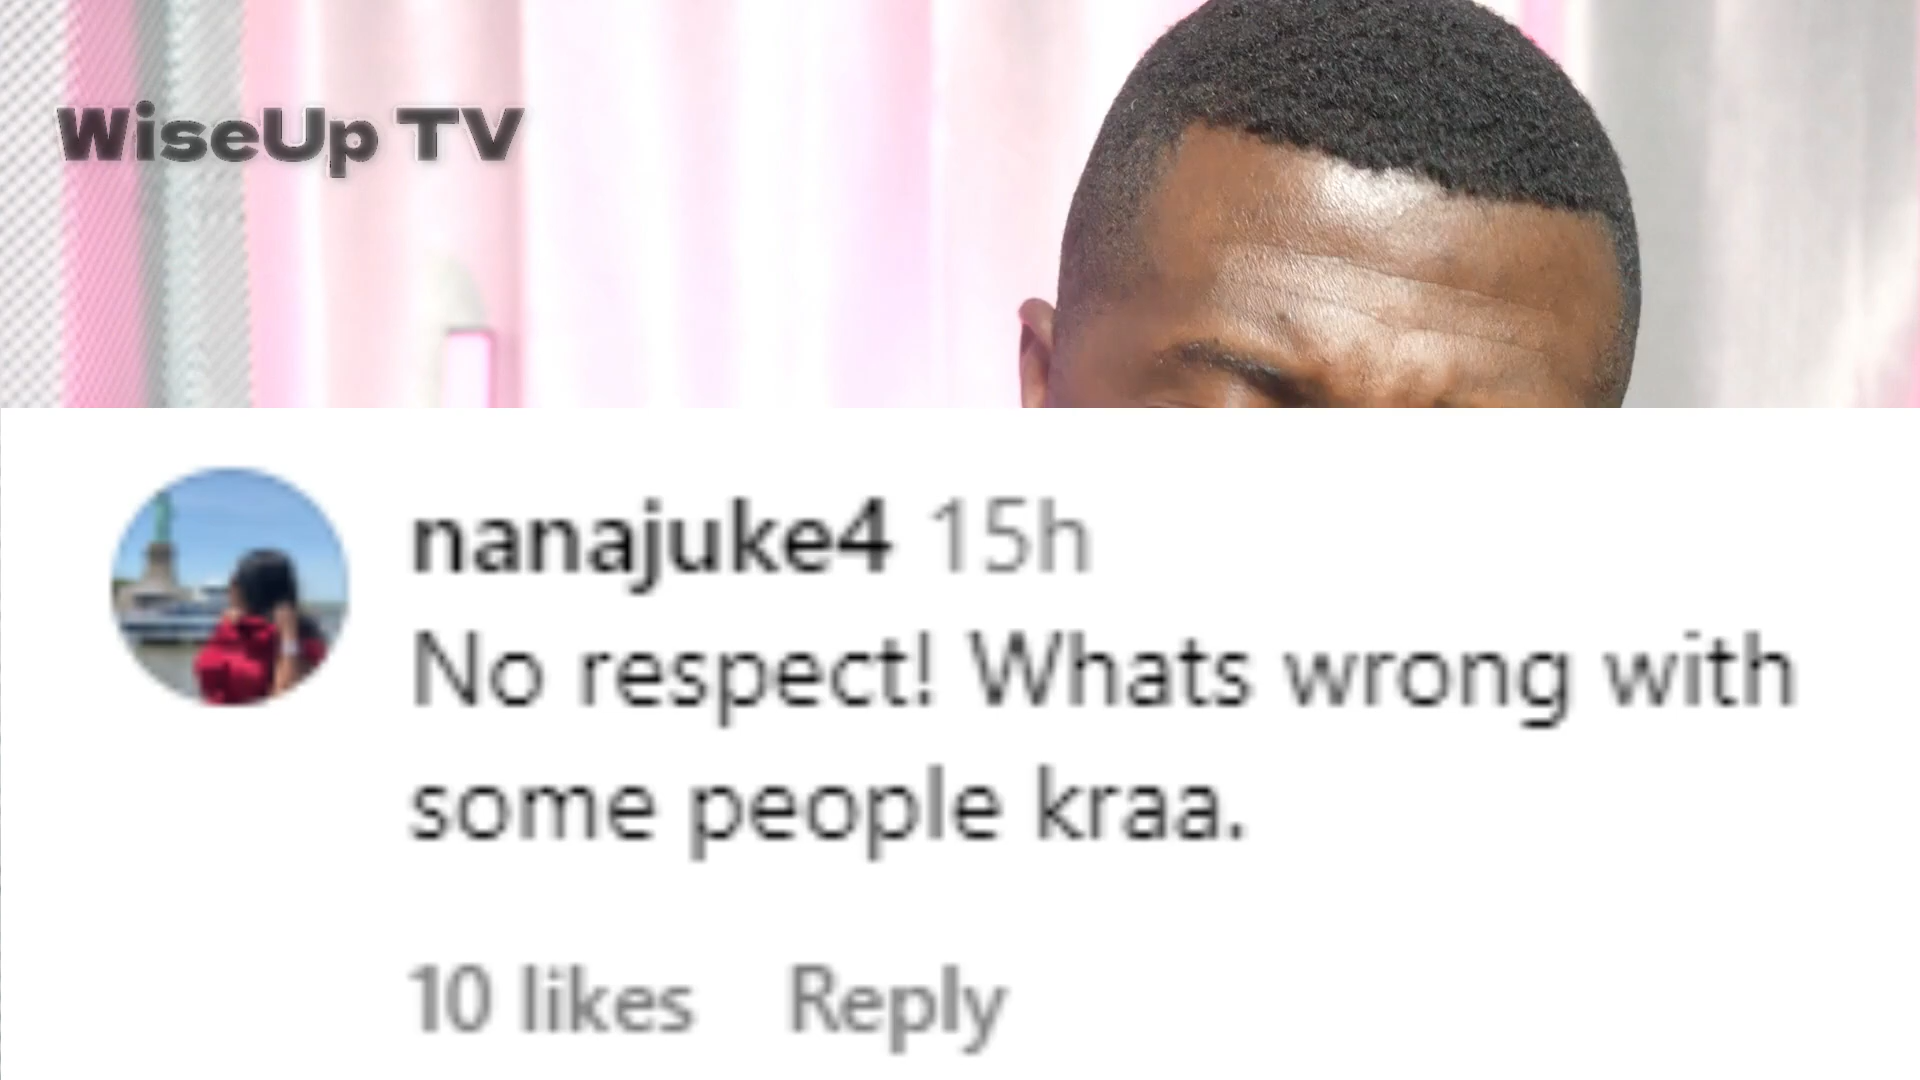 WiseUp TV
nanajuke4 15h
No respect! Whats wrong with
some people kraa.
10 likes Reply